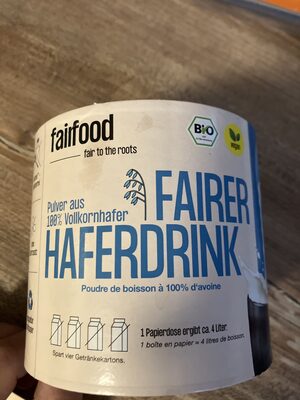 fairfood
fair to the roots
BIO
vegan
Pulver aus
100% Vollkornhafer
FAIRER
HAFERDRINK
Poudre de boisson à 100% d'avoine
1 Papierdose ergibt ca. 4 Liter.
1 boîte en papier = 4 litres de boisson.
Spart vier Getränkekartons.